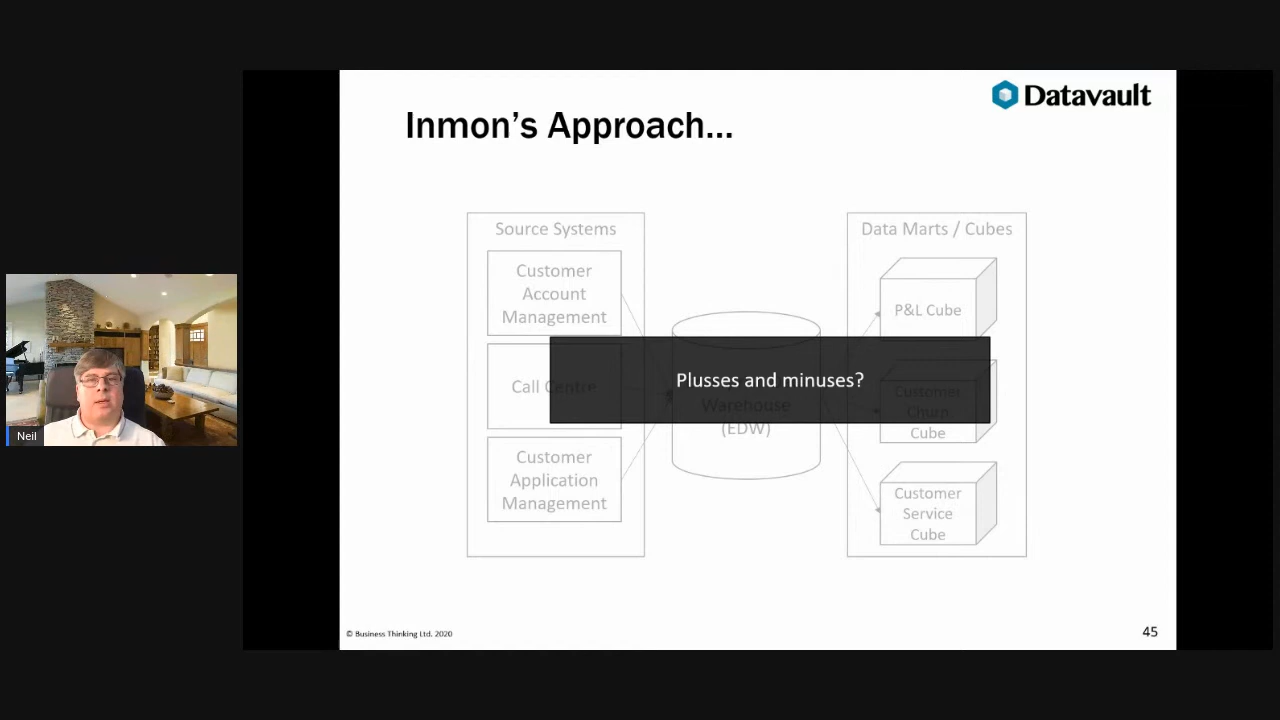 Datavault
Inmon's Approach...
Source Systems
Customer
Account
Management
Call Centre
Customer
Application
Management
Warehouse
(EDW)
Data Marts / Cubes
P&L Cube
Customer
Churn
Cube
Customer
Service
Cube
Plusses and minuses?
Neil
© Business Thinking Ltd. 2020
45